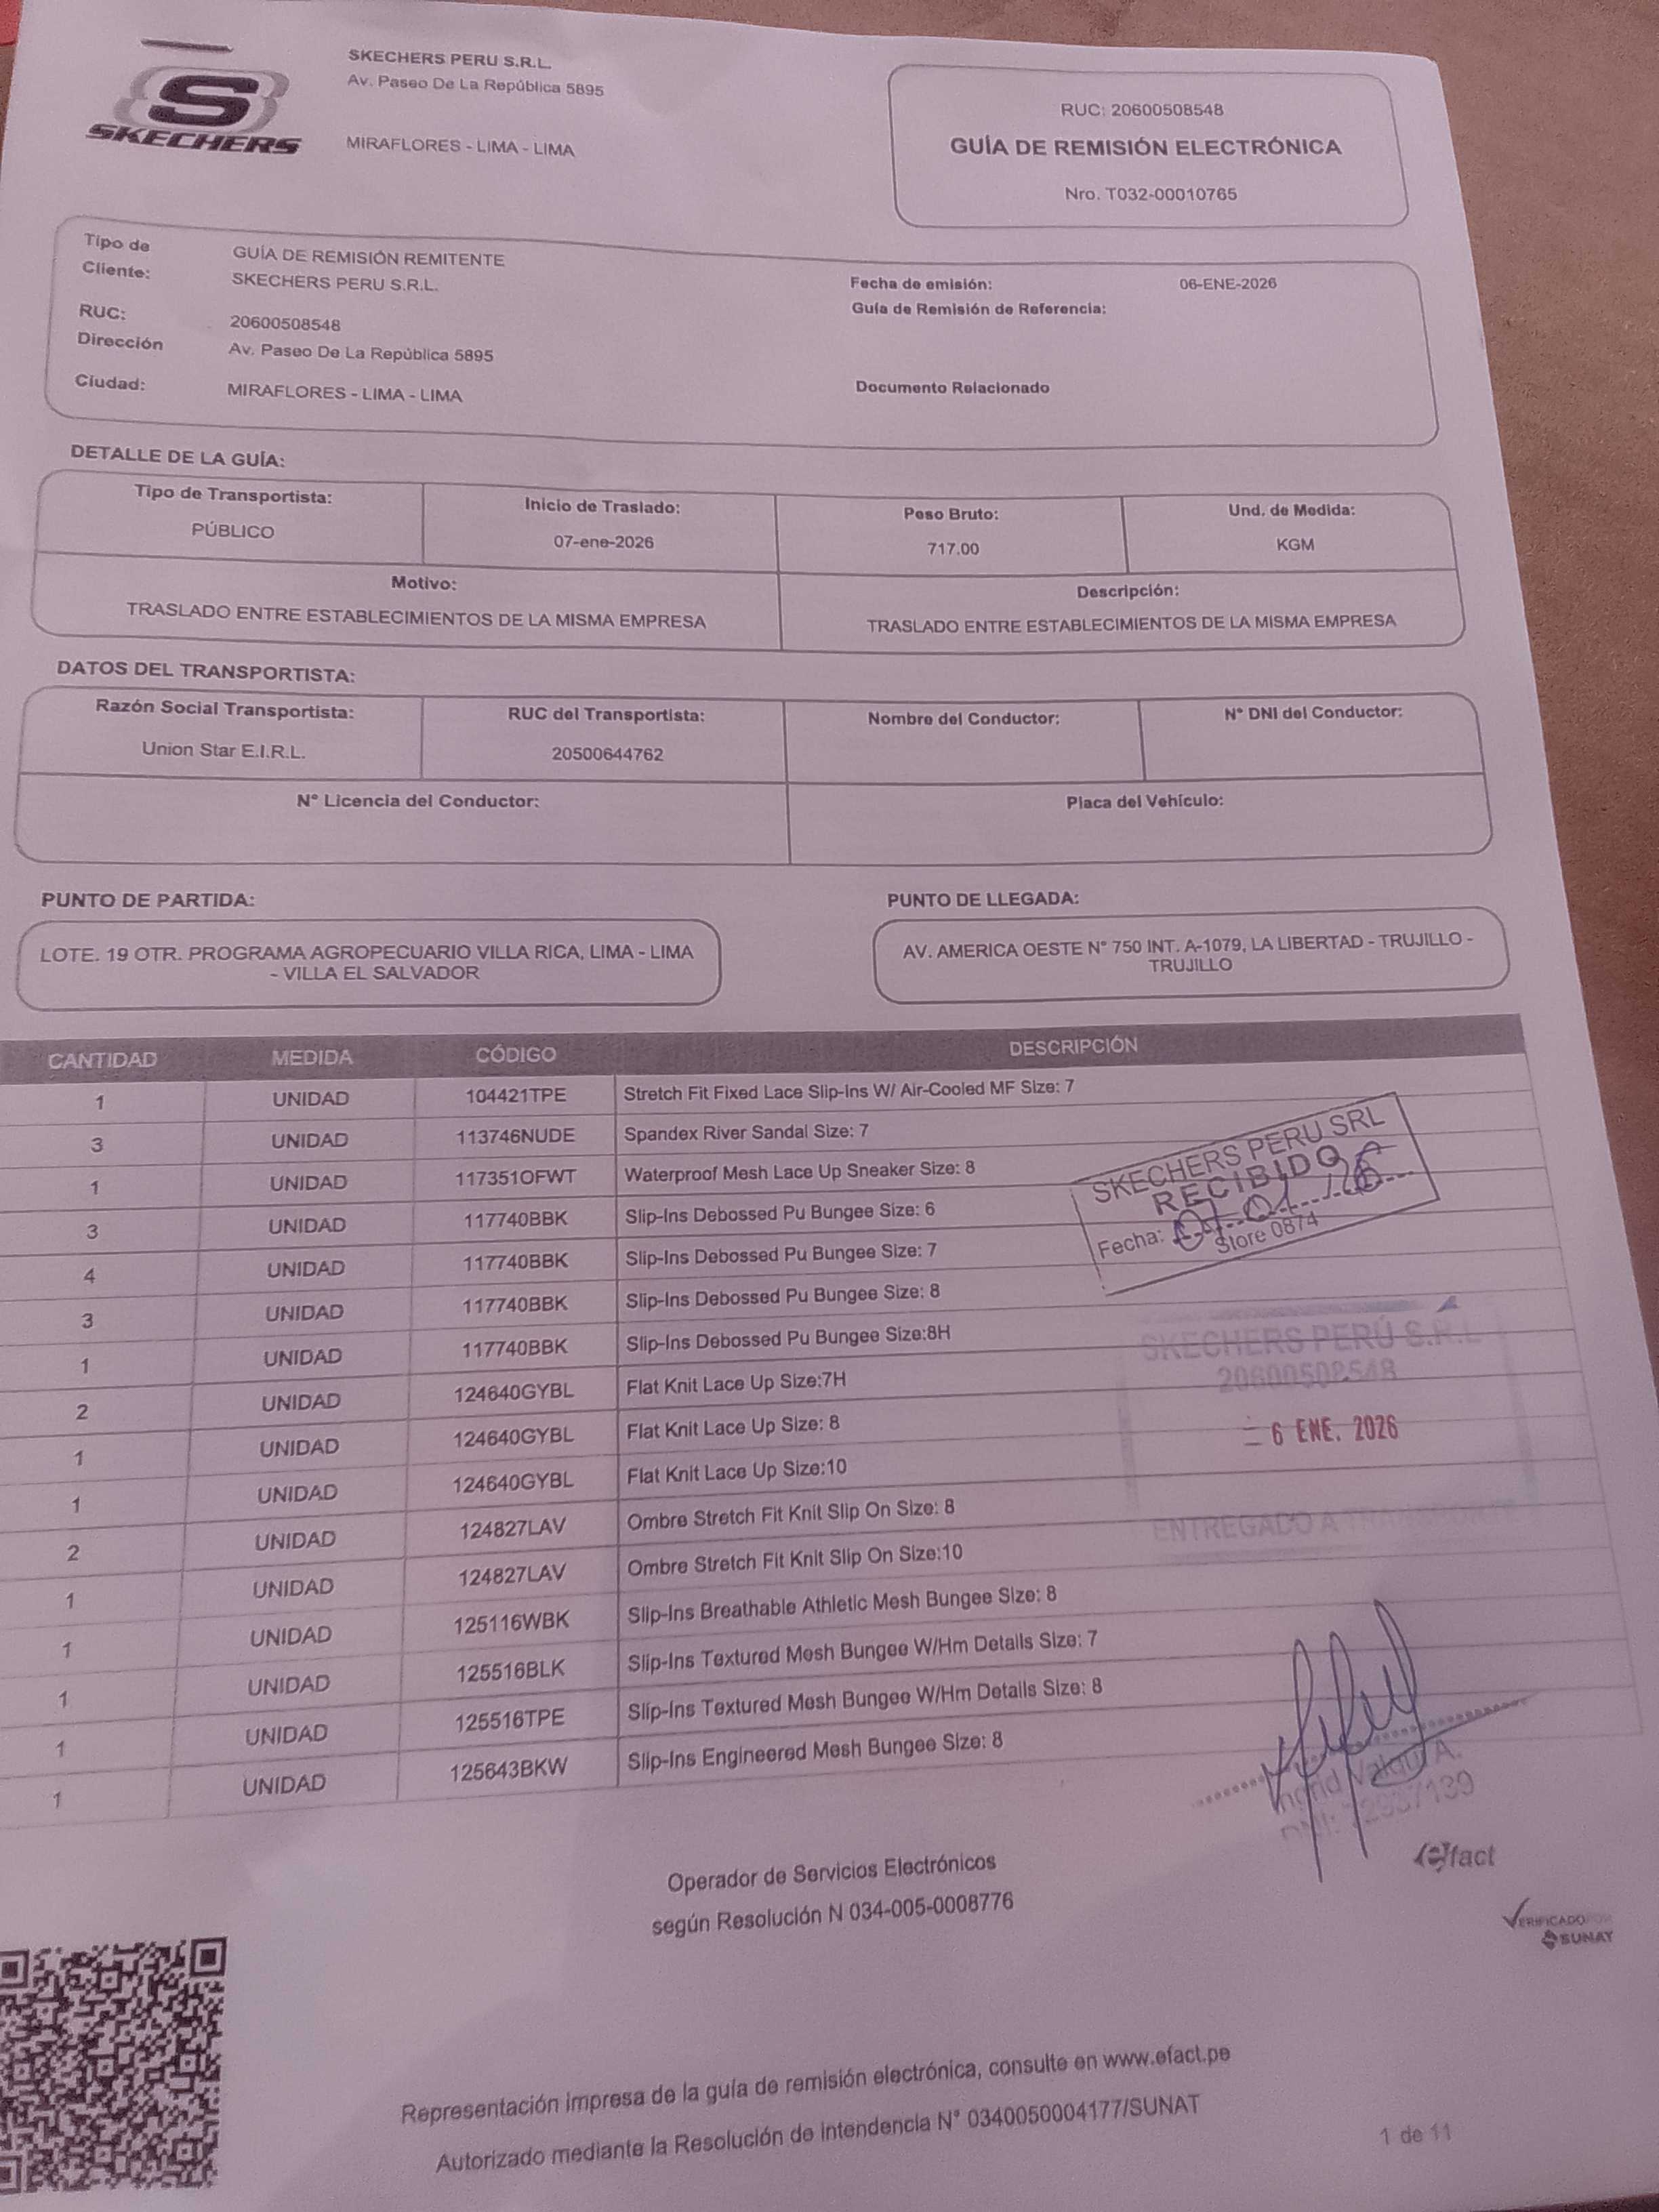 SKECHERS
SKECHERS PERU S.R.L.
Av. Paseo De La República 5895
MIRAFLORES - LIMA - LIMA
RUC: 20600508548
GUÍA DE REMISIÓN ELECTRÓNICA
Nro. T032-00010765
Tipo de GUÍA DE REMISIÓN REMITENTE
Cliente: SKECHERS PERU S.R.L.
RUC: 20600508548
Dirección Av. Paseo De La República 5895
Ciudad: MIRAFLORES - LIMA - LIMA
Fecha de emisión: 06-ENE-2026
Guía de Remisión de Referencia:
Documento Relacionado
DETALLE DE LA GUÍA:
Tipo de Transportista: Inicio de Traslado: Peso Bruto: Und. de Medida:
PÚBLICO 07-ene-2026 717.00 KGM
Motivo: Descripción:
TRASLADO ENTRE ESTABLECIMIENTOS DE LA MISMA EMPRESA TRASLADO ENTRE ESTABLECIMIENTOS DE LA MISMA EMPRESA
DATOS DEL TRANSPORTISTA:
Razón Social Transportista: RUC del Transportista: Nombre del Conductor: N° DNI del Conductor:
Union Star E.I.R.L. 20500644762
N° Licencia del Conductor: Placa del Vehículo:
PUNTO DE PARTIDA:
LOTE. 19 OTR. PROGRAMA AGROPECUARIO VILLA RICA, LIMA - LIMA
- VILLA EL SALVADOR
PUNTO DE LLEGADA:
AV. AMERICA OESTE N° 750 INT. A-1079, LA LIBERTAD - TRUJILLO -
TRUJILLO
CANTIDAD MEDIDA CÓDIGO DESCRIPCIÓN
1 UNIDAD 104421TPE Stretch Fit Fixed Lace Slip-Ins W/ Air-Cooled MF Size: 7
3 UNIDAD 113746NUDE Spandex River Sandal Size: 7
1 UNIDAD 117351OFWT Waterproof Mesh Lace Up Sneaker Size: 8
3 UNIDAD 117740BBK Slip-Ins Debossed Pu Bungee Size: 6
4 UNIDAD 117740BBK Slip-Ins Debossed Pu Bungee Size: 7
3 UNIDAD 117740BBK Slip-Ins Debossed Pu Bungee Size: 8
1 UNIDAD 117740BBK Slip-Ins Debossed Pu Bungee Size:8H
2 UNIDAD 124640GYBL Flat Knit Lace Up Size:7H
1 UNIDAD 124640GYBL Flat Knit Lace Up Size: 8
1 UNIDAD 124640GYBL Flat Knit Lace Up Size:10
2 UNIDAD 124827LAV Ombre Stretch Fit Knit Slip On Size: 8
1 UNIDAD 124827LAV Ombre Stretch Fit Knit Slip On Size:10
1 UNIDAD 125116WBK Slip-Ins Breathable Athletic Mesh Bungee Size: 8
1 UNIDAD 125516BLK Slip-Ins Textured Mesh Bungee W/Hm Details Size: 7
1 UNIDAD 125516TPE Slip-Ins Textured Mesh Bungee W/Hm Details Size: 8
1 UNIDAD 125643BKW Slip-Ins Engineered Mesh Bungee Size: 8
SKECHERS PERU SRL
RECIBIDO
Fecha: 07-01-26
Store 0874
SKECHERS PERÚ S.R.L
20600508548
- 6 ENE. 2026
ENTREGADO A TRANSPORTE
Ingrid Valqui A.
DNI:
efact
Operador de Servicios Electrónicos
según Resolución N 034-005-0008776
VERIFICADO POR
SUNAT
Representación impresa de la guía de remisión electrónica, consulte en www.efact.pe
Autorizado mediante la Resolución de Intendencia N° 0340050004177/SUNAT
1 de 11